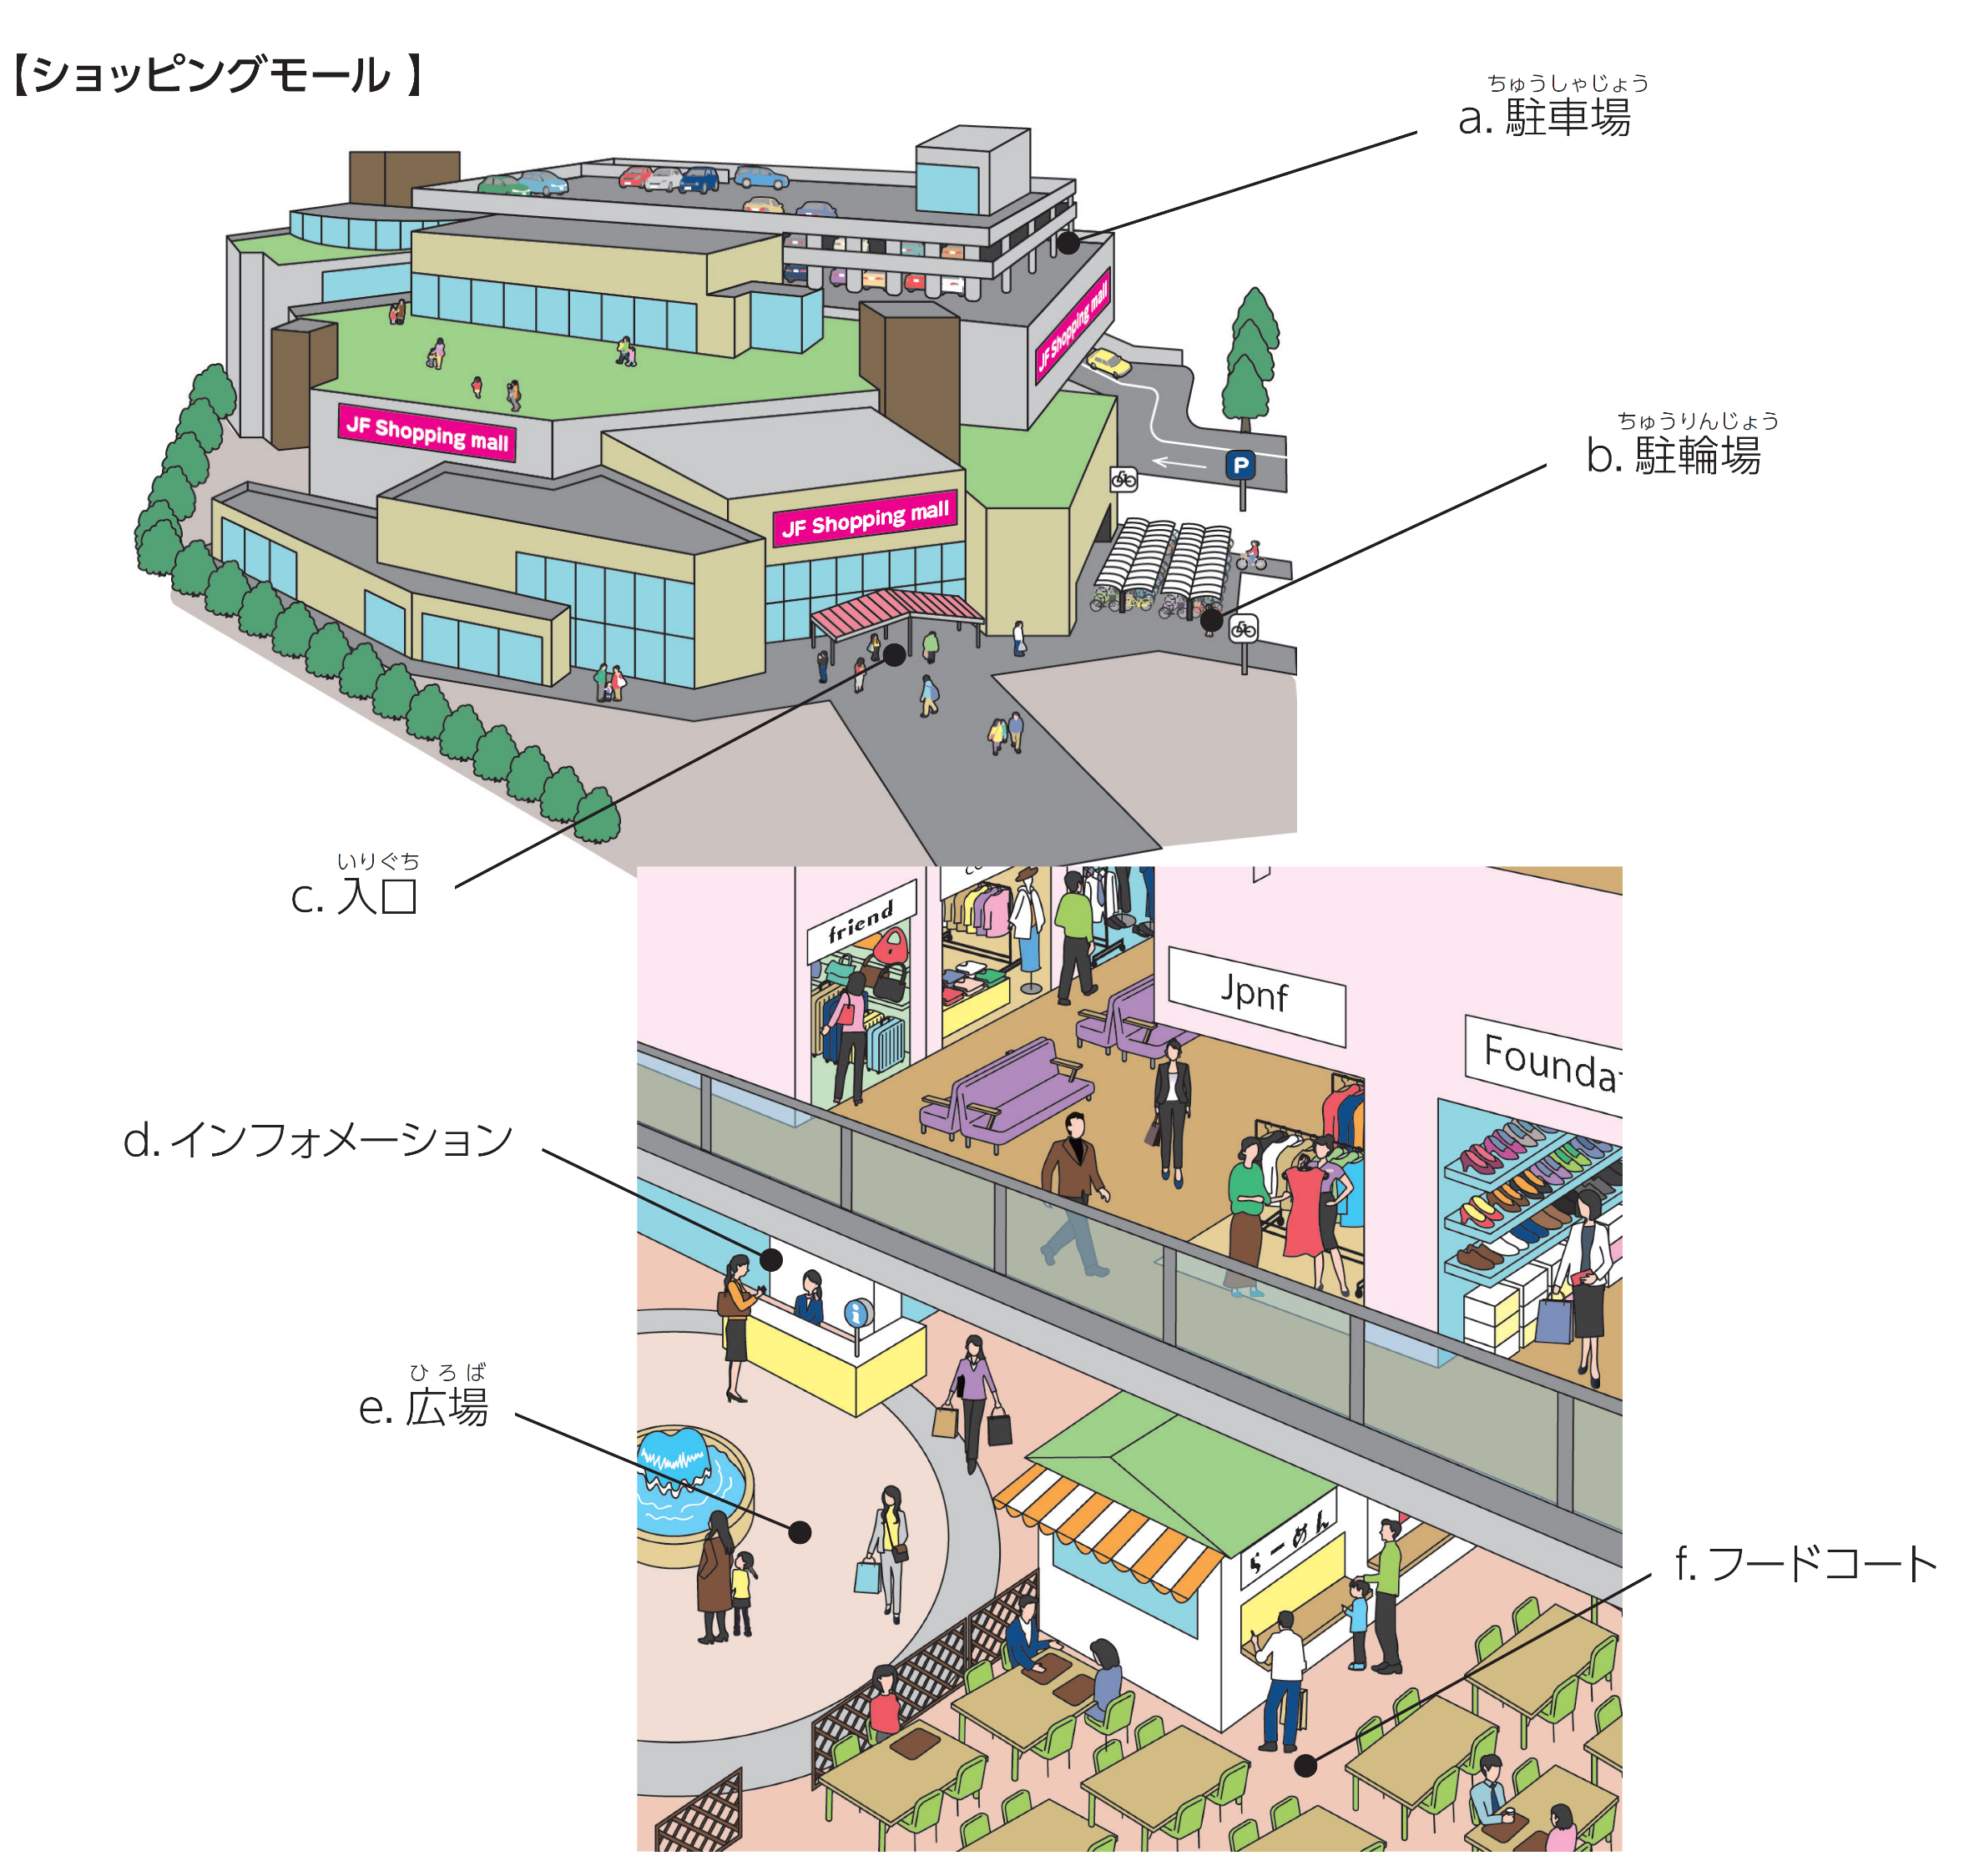 【ショッピングモール】
ちゅうしゃじょう
a. 駐車場
JF Shopping mall
ちゅうりんじょう
b. 駐輪場
JF Shopping mall
P
JF Shopping mall
いりぐち
c. 入口
friend
Jpnf
Founda
d. インフォメーション
i
ひろば
e. 広場
らーめん
f. フードコート